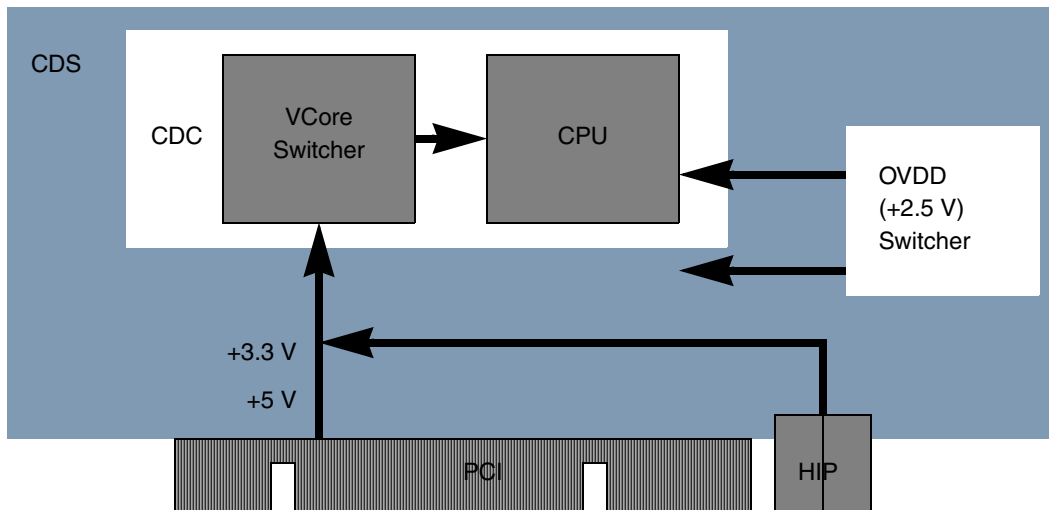 CDS
CDC
VCore
Switcher
CPU
OVDD
(+2.5 V)
Switcher
+3.3 V
+5 V
PCI
HIP